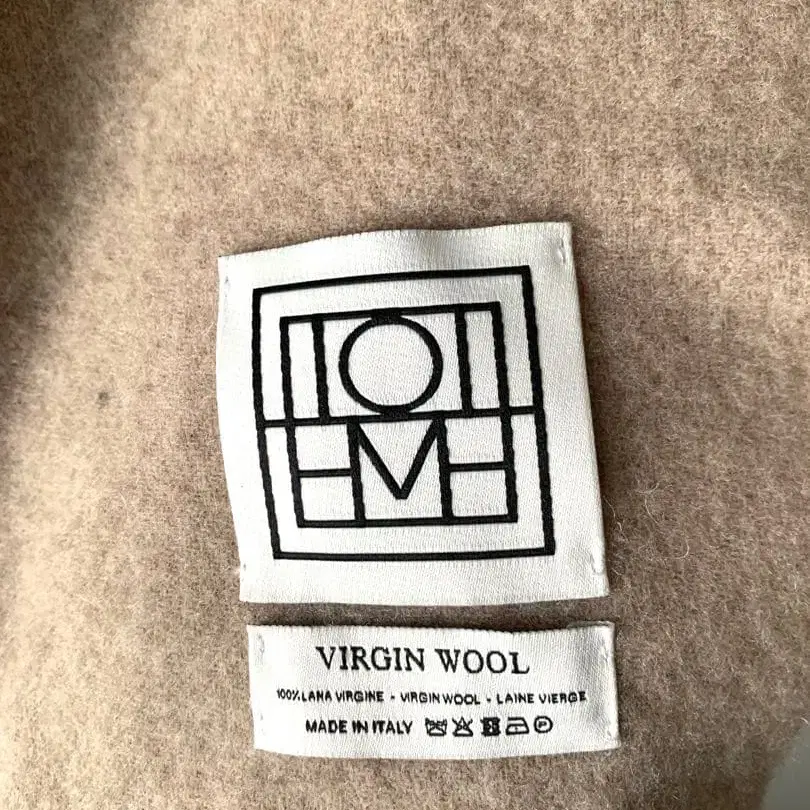 VIRGIN WOOL
100% LANA VIRGINE - VIRGIN WOOL - LAINE VIERGE
MADE IN ITALY